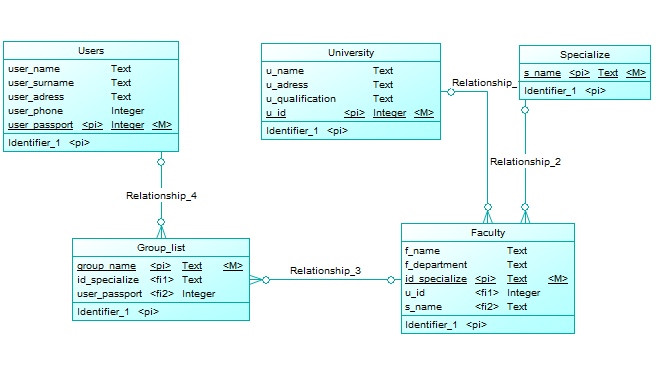 Users
user_name Text
user_surname Text
user_adress Text
user_phone Integer
user_passport <pi> Integer <M>
Identifier_1 <pi>
University
u_name Text
u_adress Text
u_qualification Text
u_id <pi> Integer <M>
Identifier_1 <pi>
Specialize
s_name <pi> Text <M>
Identifier_1 <pi>
Relationship_
Relationship_2
Relationship_4
Group_list
group_name <pi> Text <M>
id_specialize <fi1> Text
user_passport <fi2> Integer
Identifier_1 <pi>
Relationship_3
Faculty
f_name Text
f_department Text
id_specialize <pi> Text <M>
u_id <fi1> Integer
s_name <fi2> Text
Identifier_1 <pi>